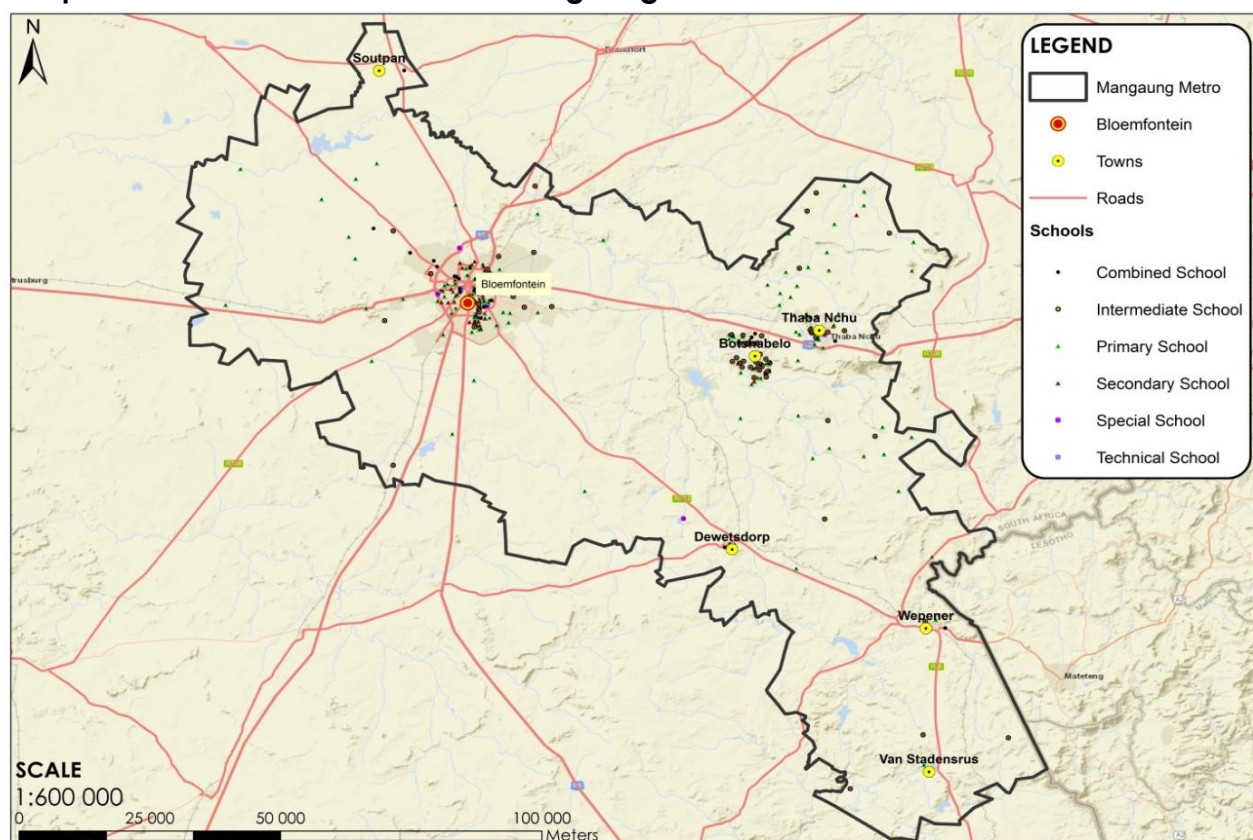 N
Soutpan
Bloemfontein
Thaba Nchu
Thaba Nchu
Botshabelo
Dewetsdorp
SOUTH AFRICA
LESOTHO
Wepener
Mafeteng
Van Stadensrus
LEGEND
Mangaung Metro
Bloemfontein
Towns
Roads
Schools
Combined School
Intermediate School
Primary School
Secondary School
Special School
Technical School
SCALE
1:600 000
0 25 000 50 000 100 000
Meters